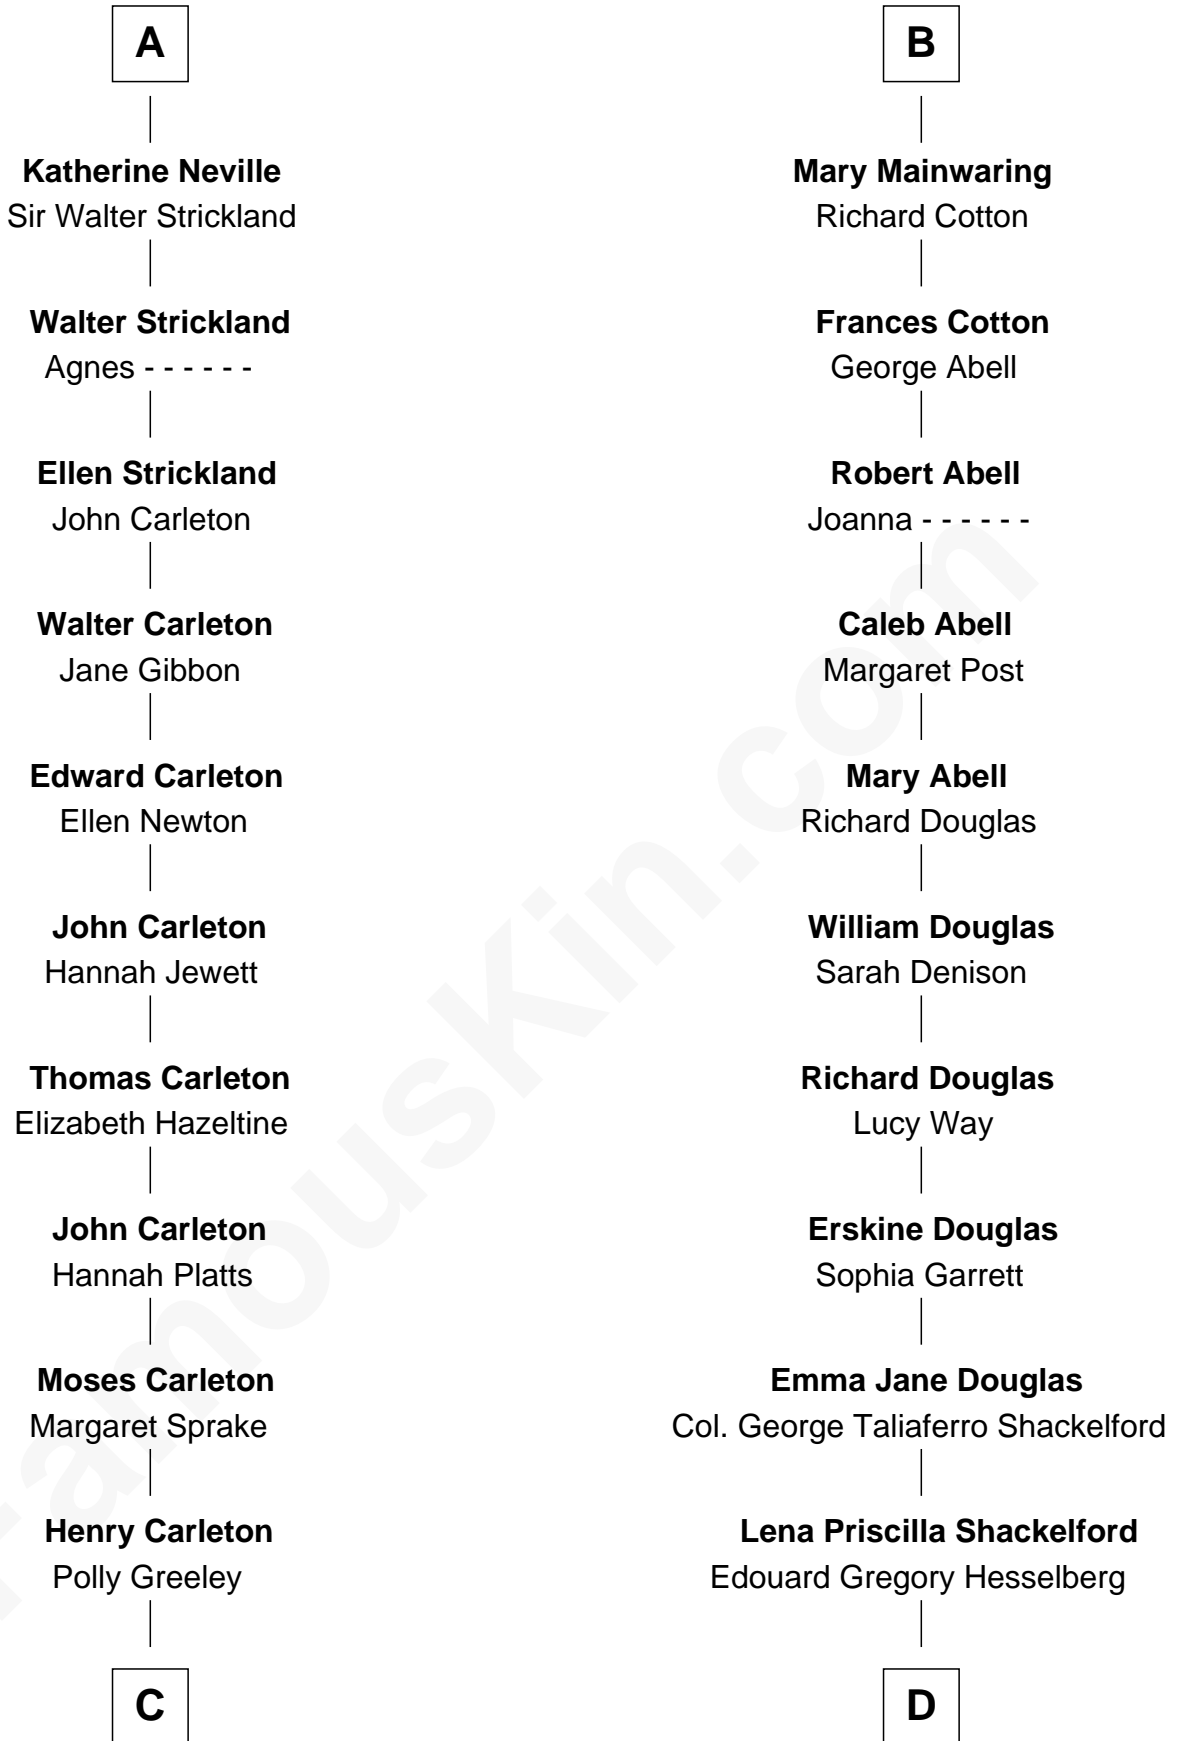 A
Katherine Neville
Sir Walter Strickland
Walter Strickland
Agnes - - - - - -
Ellen Strickland
John Carleton
Walter Carleton
Jane Gibbon
Edward Carleton
Ellen Newton
John Carleton
Hannah Jewett
Thomas Carleton
Elizabeth Hazeltine
John Carleton
Hannah Platts
Moses Carleton
Margaret Sprake
Henry Carleton
Polly Greeley
C
B
Mary Mainwaring
Richard Cotton
Frances Cotton
George Abell
Robert Abell
Joanna - - - - - -
Caleb Abell
Margaret Post
Mary Abell
Richard Douglas
William Douglas
Sarah Denison
Richard Douglas
Lucy Way
Erskine Douglas
Sophia Garrett
Emma Jane Douglas
Col. George Taliaferro Shackelford
Lena Priscilla Shackelford
Edouard Gregory Hesselberg
D
FamousKin.com